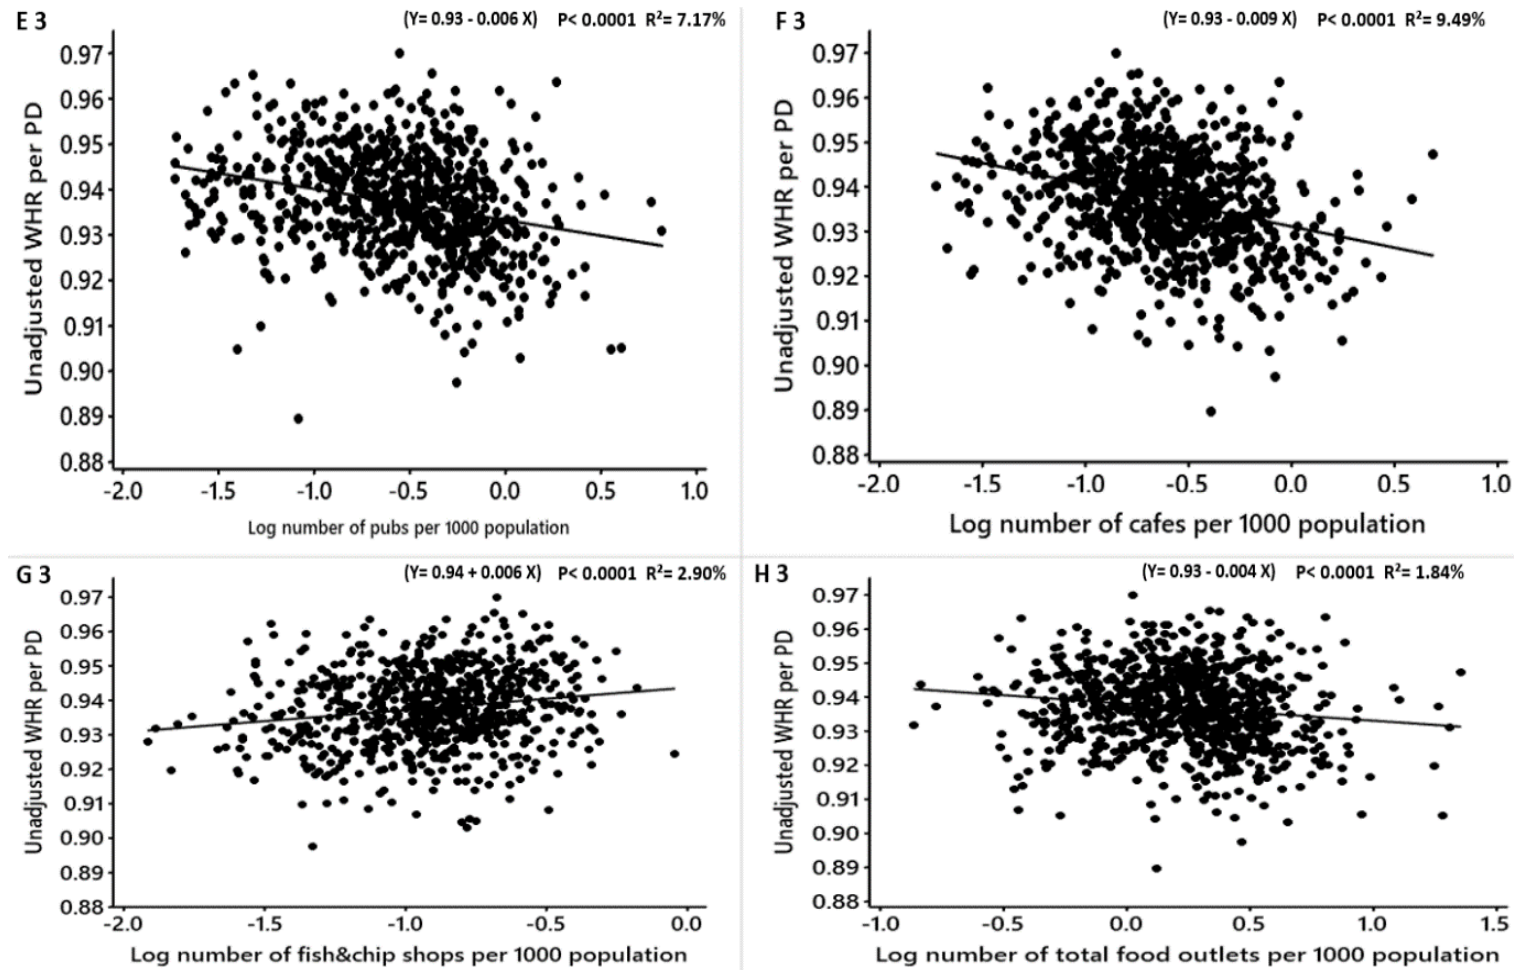 E 3
(Y= 0.93 - 0.006 X) P< 0.0001 R²= 7.17%
Unadjusted WHR per PD
0.97
0.96
0.95
0.94
0.93
0.92
0.91
0.90
0.89
0.88
-2.0 -1.5 -1.0 -0.5 0.0 0.5 1.0
Log number of pubs per 1000 population
F 3
(Y= 0.93 - 0.009 X) P< 0.0001 R²= 9.49%
Unadjusted WHR per PD
0.97
0.96
0.95
0.94
0.93
0.92
0.91
0.90
0.89
0.88
-2.0 -1.5 -1.0 -0.5 0.0 0.5 1.0
Log number of cafes per 1000 population
G 3
(Y= 0.94 + 0.006 X) P< 0.0001 R²= 2.90%
Unadjusted WHR per PD
0.97
0.96
0.95
0.94
0.93
0.92
0.91
0.90
0.89
0.88
-2.0 -1.5 -1.0 -0.5 0.0
Log number of fish&chip shops per 1000 population
H 3
(Y= 0.93 - 0.004 X) P< 0.0001 R²= 1.84%
Unadjusted WHR per PD
0.97
0.96
0.95
0.94
0.93
0.92
0.91
0.90
0.89
0.88
-1.0 -0.5 0.0 0.5 1.0 1.5
Log number of total food outlets per 1000 population